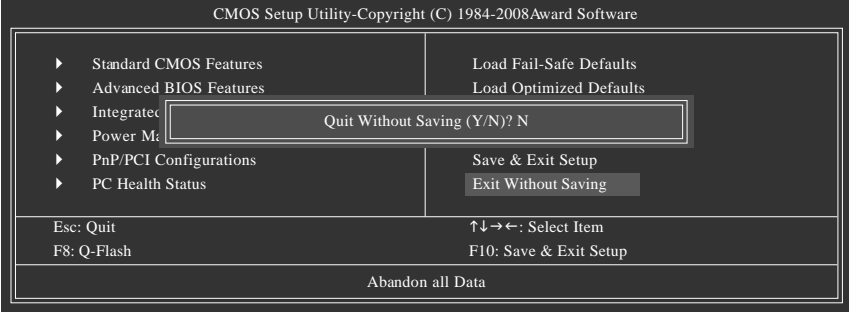 CMOS Setup Utility-Copyright (C) 1984-2008Award Software
Standard CMOS Features
Advanced BIOS Features
Integrated
Power Ma
PnP/PCI Configurations
PC Health Status
Load Fail-Safe Defaults
Load Optimized Defaults
Quit Without Saving (Y/N)? N
Save & Exit Setup
Exit Without Saving
Esc: Quit
F8: Q-Flash
↑↓→←: Select Item
F10: Save & Exit Setup
Abandon all Data